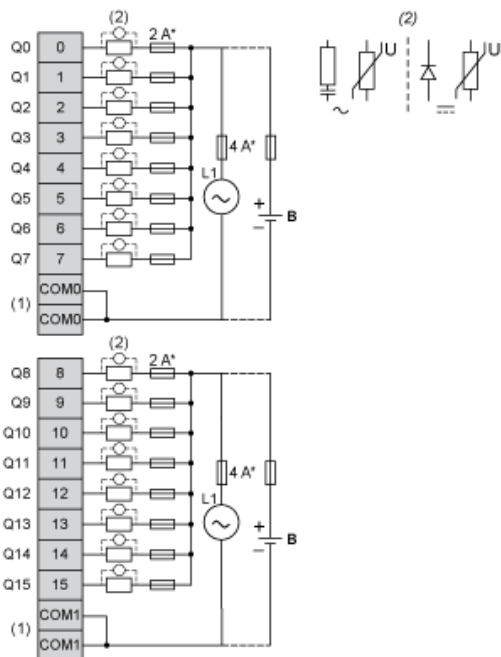 (2)
2 A*
Q0 0
Q1 1
Q2 2
Q3 3
Q4 4
Q5 5
Q6 6
Q7 7
4 A*
L1
~
+
−
B
(1)
COM0
COM0
(2)
U
U
~
(2)
2 A*
Q8 8
Q9 9
Q10 10
Q11 11
Q12 12
Q13 13
Q14 14
Q15 15
4 A*
L1
~
+
−
B
(1)
COM1
COM1